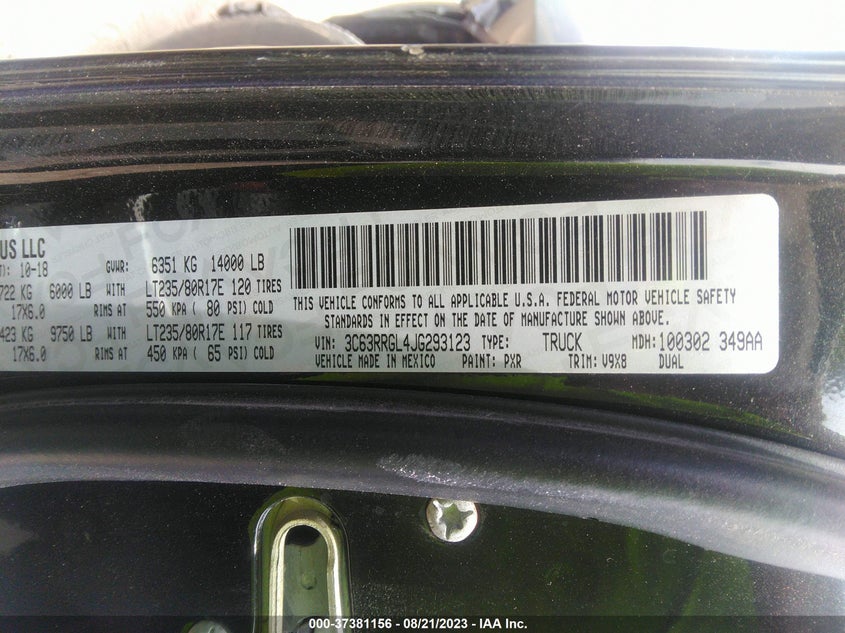 US LLC
T): 10-18 GVWR: 6351 KG 14000 LB
722 KG 6000 LB WITH LT235/80R17E 120 TIRES
17X6.0 RIMS AT 550 KPA ( 80 PSI) COLD
423 KG 9750 LB WITH LT235/80R17E 117 TIRES
17X6.0 RIMS AT 450 KPA ( 65 PSI) COLD
THIS VEHICLE CONFORMS TO ALL APPLICABLE U.S.A. FEDERAL MOTOR VEHICLE SAFETY
STANDARDS IN EFFECT ON THE DATE OF MANUFACTURE SHOWN ABOVE.
VIN: 3C63RRGL4JG293123 TYPE: TRUCK MDH: 100302 349AA
VEHICLE MADE IN MEXICO PAINT: PXR TRIM: V9X8 DUAL
000-37381156 - 08/21/2023 - IAA Inc.